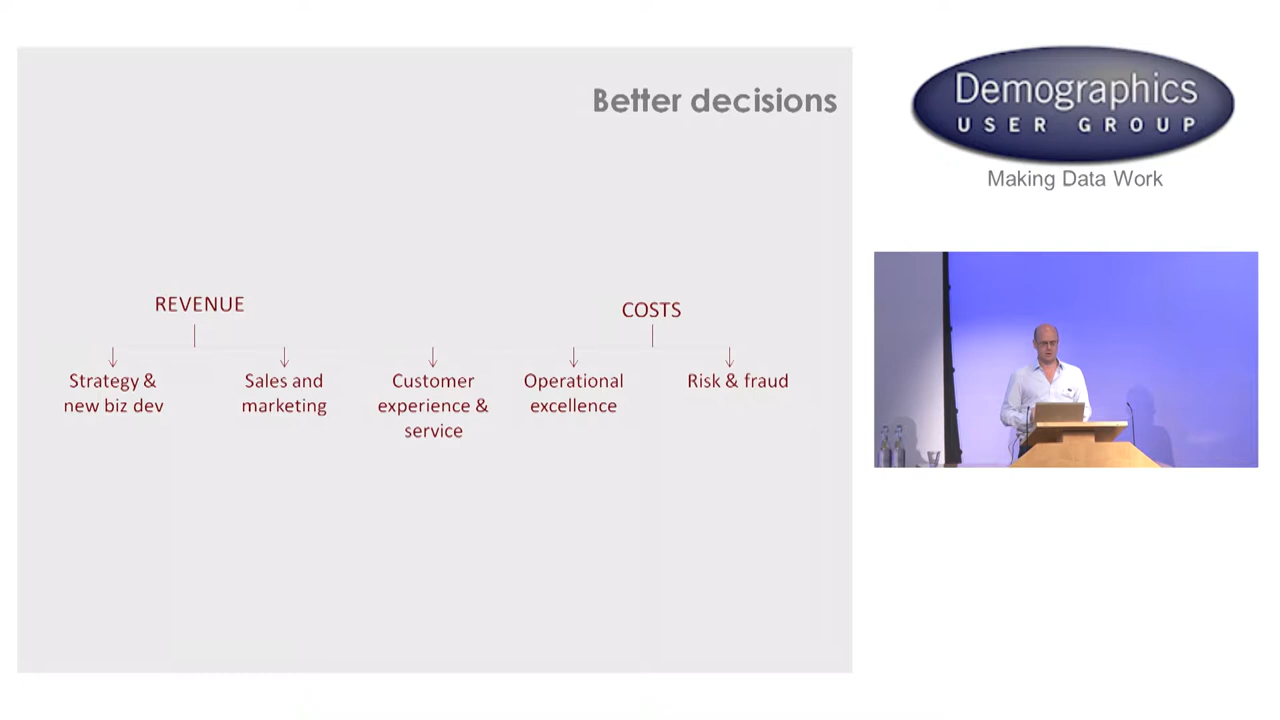 Better decisions
REVENUE
COSTS
Strategy &
new biz dev
Sales and
marketing
Customer
experience &
service
Operational
excellence
Risk & fraud
Demographics
USER GROUP
Making Data Work